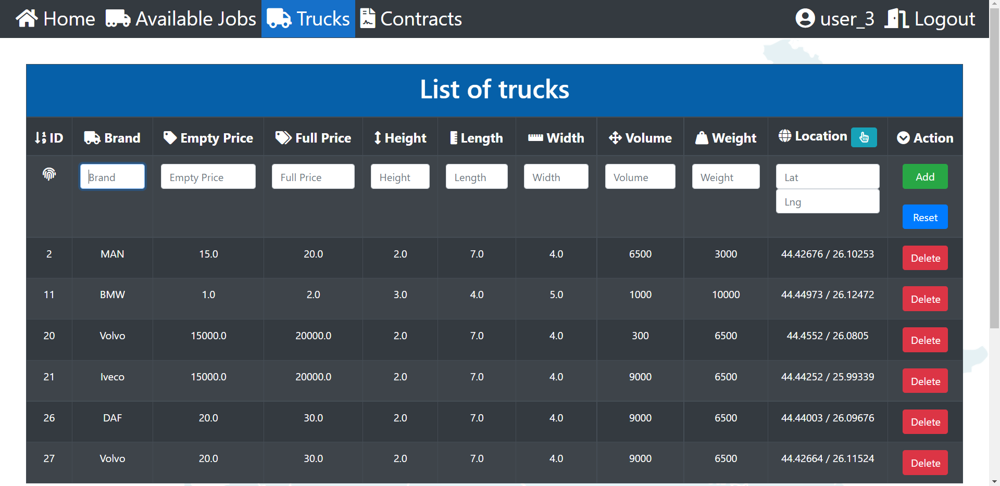 Home Available Jobs Trucks Contracts user_3 Logout
List of trucks
ID Brand Empty Price Full Price Height Length Width Volume Weight Location Action
Brand Empty Price Full Price Height Length Width Volume Weight Lat Add
Lng
Reset
2 MAN 15.0 20.0 2.0 7.0 4.0 6500 3000 44.42676 / 26.10253 Delete
11 BMW 1.0 2.0 3.0 4.0 5.0 1000 10000 44.44973 / 26.12472 Delete
20 Volvo 15000.0 20000.0 2.0 7.0 4.0 300 6500 44.4552 / 26.0805 Delete
21 Iveco 15000.0 20000.0 2.0 7.0 4.0 9000 6500 44.44252 / 25.99339 Delete
26 DAF 20.0 30.0 2.0 7.0 4.0 9000 6500 44.44003 / 26.09676 Delete
27 Volvo 20.0 30.0 2.0 7.0 4.0 9000 6500 44.42664 / 26.11524 Delete